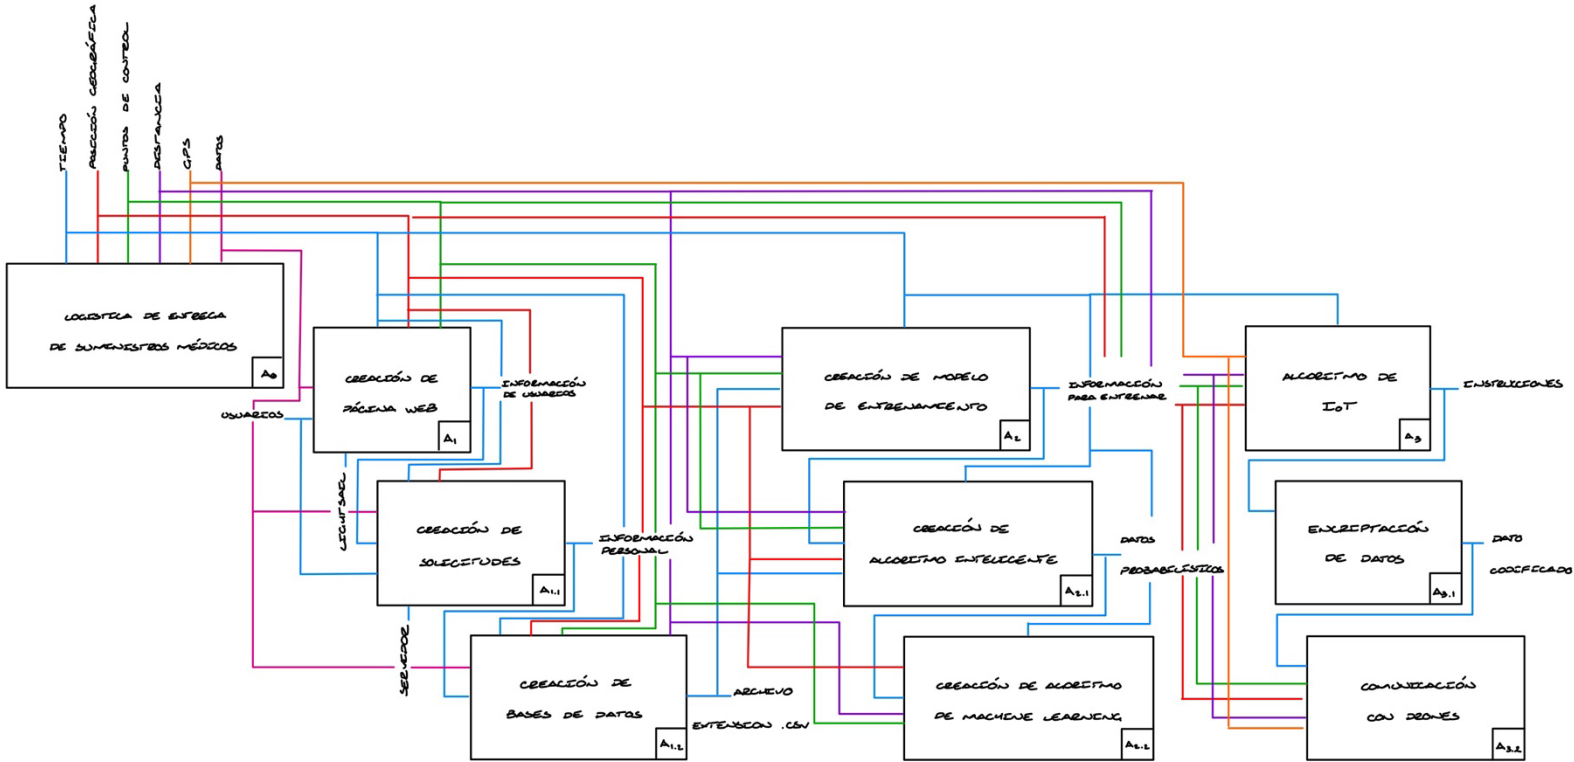 TIEMPO
POSICIÓN GEOGRÁFICA
PUNTOS DE CONTROL
DISTANCIA
GPS
DATOS
LOGISTICA DE ENTREGA
DE SUMINISTROS MÉDICOS
A0
USUARIOS
CREACIÓN DE
PÁGINA WEB
A1
INFORMACIÓN
DE USUARIOS
LIGHTSAIL
CREACIÓN DE
SOLICITUDES
A1.1
INFORMACIÓN
PERSONAL
SERVIDOR
CREACIÓN DE
BASES DE DATOS
A1.2
ARCHIVO
EXTENSION .CSV
CREACIÓN DE MODELO
DE ENTRENAMIENTO
A2
INFORMACIÓN
PARA ENTRENAR
CREACIÓN DE
ALGORITMO INTELIGENTE
A2.1
DATOS
PROBABILÍSTICOS
CREACIÓN DE ALGORITMO
DE MACHINE LEARNING
A2.2
ALGORITMO DE
IoT
A3
INSTRUCIONES
ENCRIPTACIÓN
DE DATOS
A3.1
DATO
CODIFICADO
COMUNICACIÓN
CON DRONES
A3.2